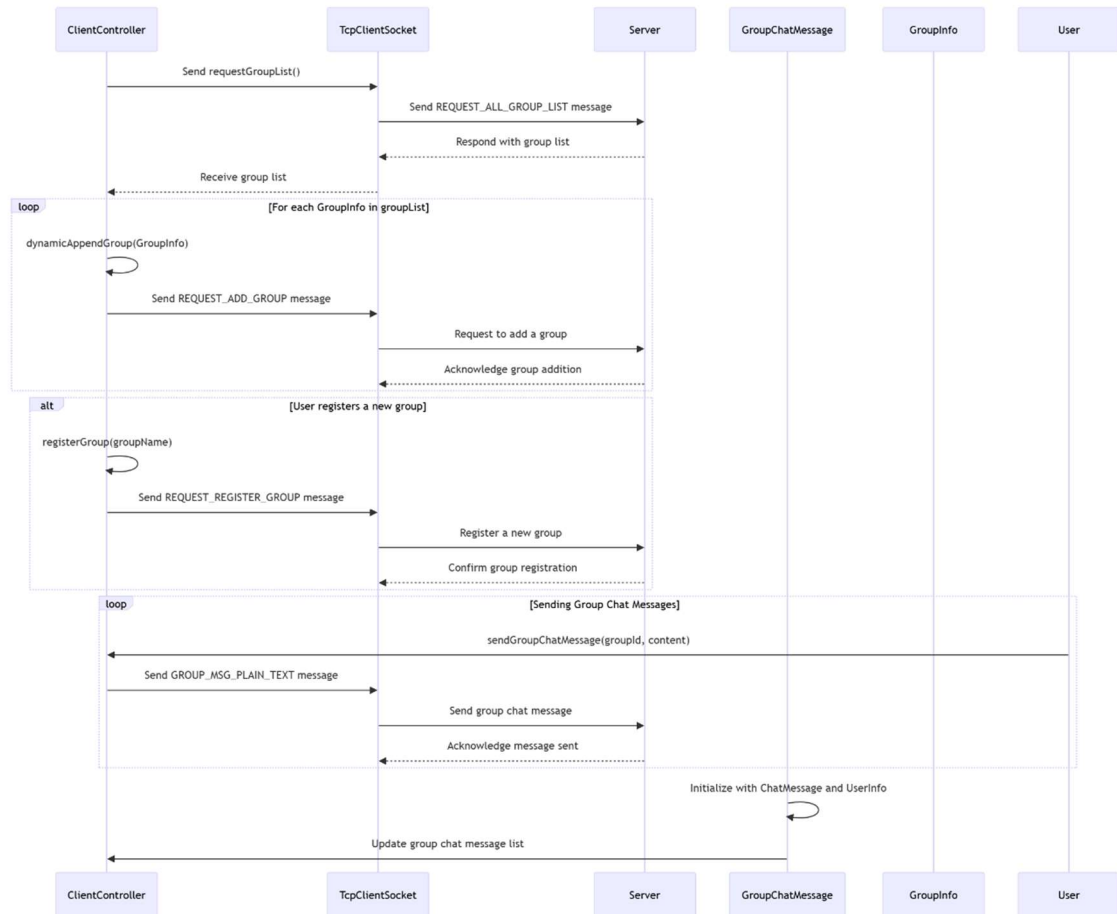 ClientController
TcpClientSocket
Server
GroupChatMessage
GroupInfo
User
Send requestGroupList()
Send REQUEST_ALL_GROUP_LIST message
Respond with group list
Receive group list
loop
[For each GroupInfo in groupList]
dynamicAppendGroup(GroupInfo)
Send REQUEST_ADD_GROUP message
Request to add a group
Acknowledge group addition
alt
[User registers a new group]
registerGroup(groupName)
Send REQUEST_REGISTER_GROUP message
Register a new group
Confirm group registration
loop
[Sending Group Chat Messages]
sendGroupChatMessage(groupId, content)
Send GROUP_MSG_PLAIN_TEXT message
Send group chat message
Acknowledge message sent
Initialize with ChatMessage and UserInfo
Update group chat message list
ClientController
TcpClientSocket
Server
GroupChatMessage
GroupInfo
User